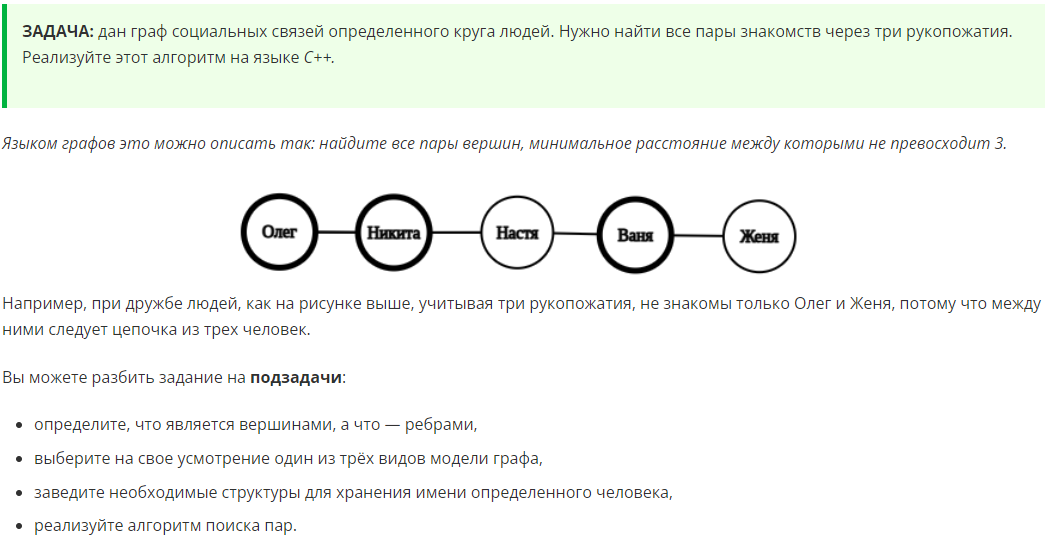 ЗАДАЧА: дан граф социальных связей определенного круга людей. Нужно найти все пары знакомств через три рукопожатия.
Реализуйте этот алгоритм на языке C++.
Языком графов это можно описать так: найдите все пары вершин, минимальное расстояние между которыми не превосходит 3.
Олег Никита Настя Ваня Женя
Например, при дружбе людей, как на рисунке выше, учитывая три рукопожатия, не знакомы только Олег и Женя, потому что между
ними следует цепочка из трех человек.
Вы можете разбить задание на подзадачи:
• определите, что является вершинами, а что — ребрами,
• выберите на свое усмотрение один из трёх видов модели графа,
• заведите необходимые структуры для хранения имени определенного человека,
• реализуйте алгоритм поиска пар.